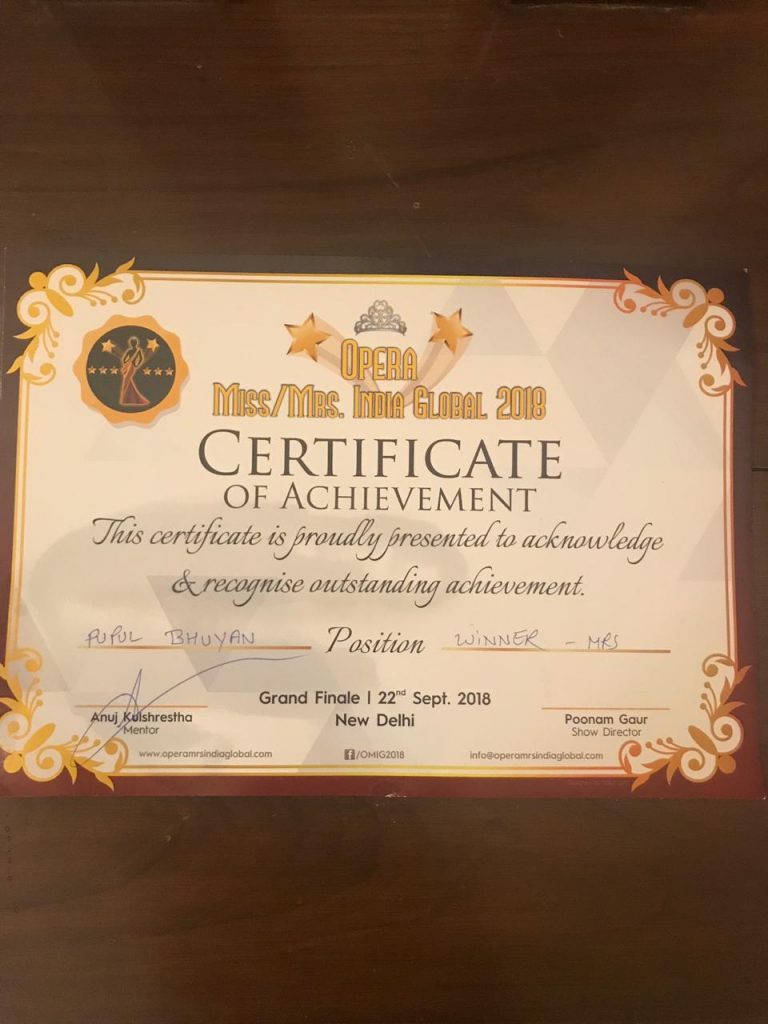 OPERA
MISS/MRS. INDIA GLOBAL 2018
CERTIFICATE
OF ACHIEVEMENT
This certificate is proudly presented to acknowledge
& recognise outstanding achievement.
PUPUL BHUYAN Position WINNER - MRS
Grand Finale | 22nd Sept. 2018
New Delhi
Anuj Kulshrestha
Mentor
Poonam Gaur
Show Director
www.operamrsindiaglobal.com
/OMIG2018
info@operamrsindiaglobal.com